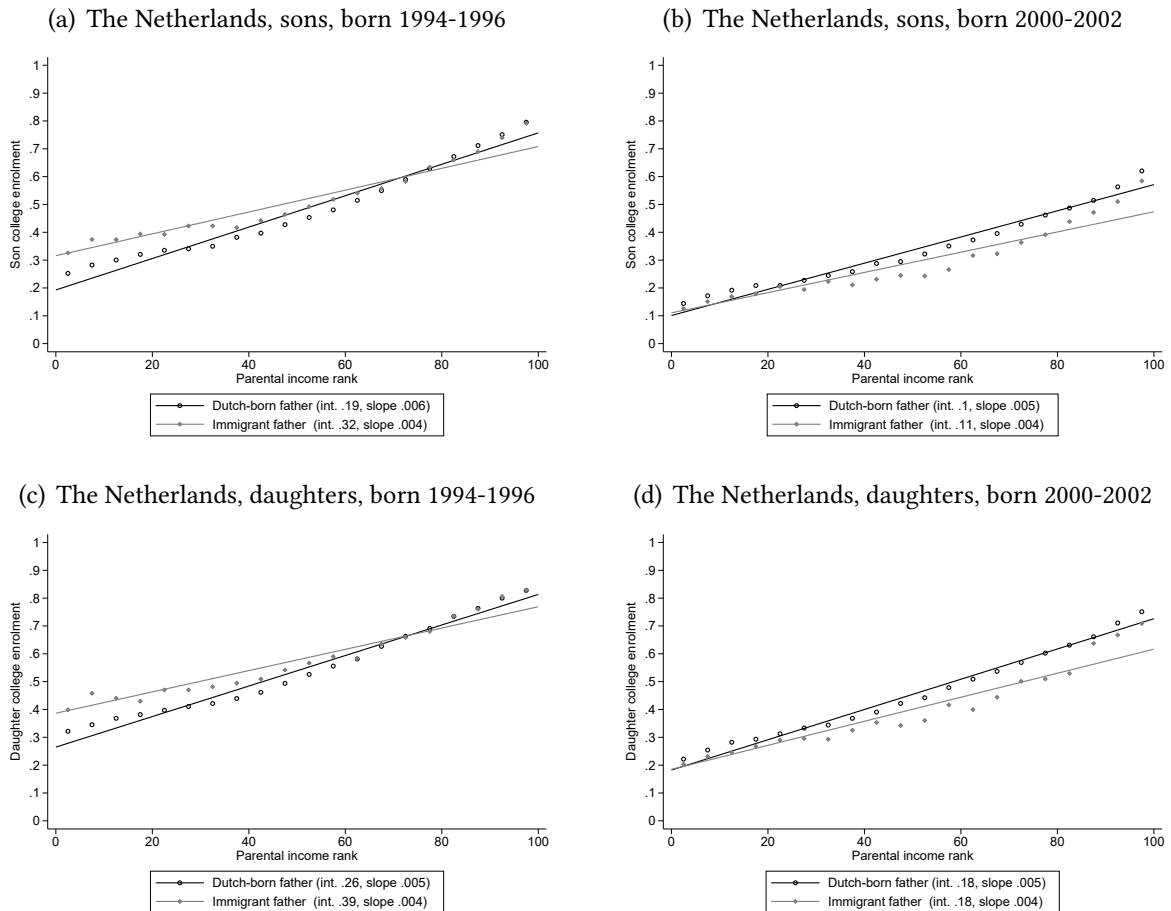 (a) The Netherlands, sons, born 1994-1996
1
.9
.8
.7
.6
.5
.4
.3
.2
.1
0
Son college enrolment
0 20 40 60 80 100
Parental income rank
Dutch-born father (int. .19, slope .006)
Immigrant father (int. .32, slope .004)
(b) The Netherlands, sons, born 2000-2002
1
.9
.8
.7
.6
.5
.4
.3
.2
.1
0
Son college enrolment
0 20 40 60 80 100
Parental income rank
Dutch-born father (int. .1, slope .005)
Immigrant father (int. .11, slope .004)
(c) The Netherlands, daughters, born 1994-1996
1
.9
.8
.7
.6
.5
.4
.3
.2
.1
0
Daughter college enrolment
0 20 40 60 80 100
Parental income rank
Dutch-born father (int. .26, slope .005)
Immigrant father (int. .39, slope .004)
(d) The Netherlands, daughters, born 2000-2002
1
.9
.8
.7
.6
.5
.4
.3
.2
.1
0
Daughter college enrolment
0 20 40 60 80 100
Parental income rank
Dutch-born father (int. .18, slope .005)
Immigrant father (int. .18, slope .004)